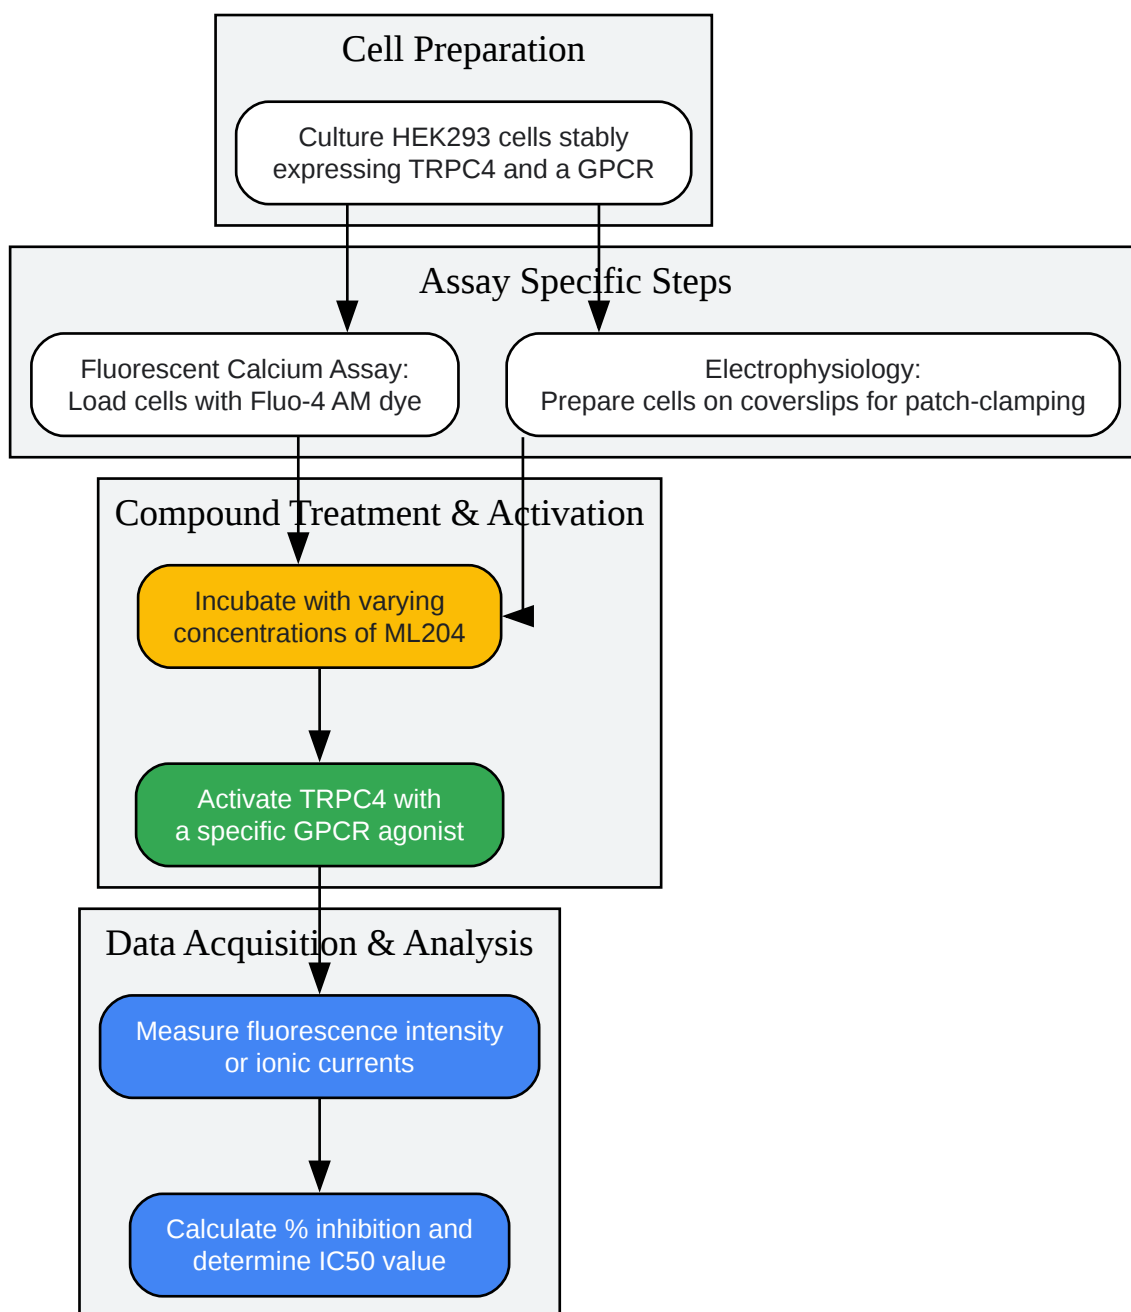 Cell Preparation
Culture HEK293 cells stably
expressing TRPC4 and a GPCR
Assay Specific Steps
Fluorescent Calcium Assay:
Load cells with Fluo-4 AM dye
Electrophysiology:
Prepare cells on coverslips for patch-clamping
Compound Treatment & Activation
Incubate with varying
concentrations of ML204
Activate TRPC4 with
a specific GPCR agonist
Data Acquisition & Analysis
Measure fluorescence intensity
or ionic currents
Calculate % inhibition and
determine IC50 value